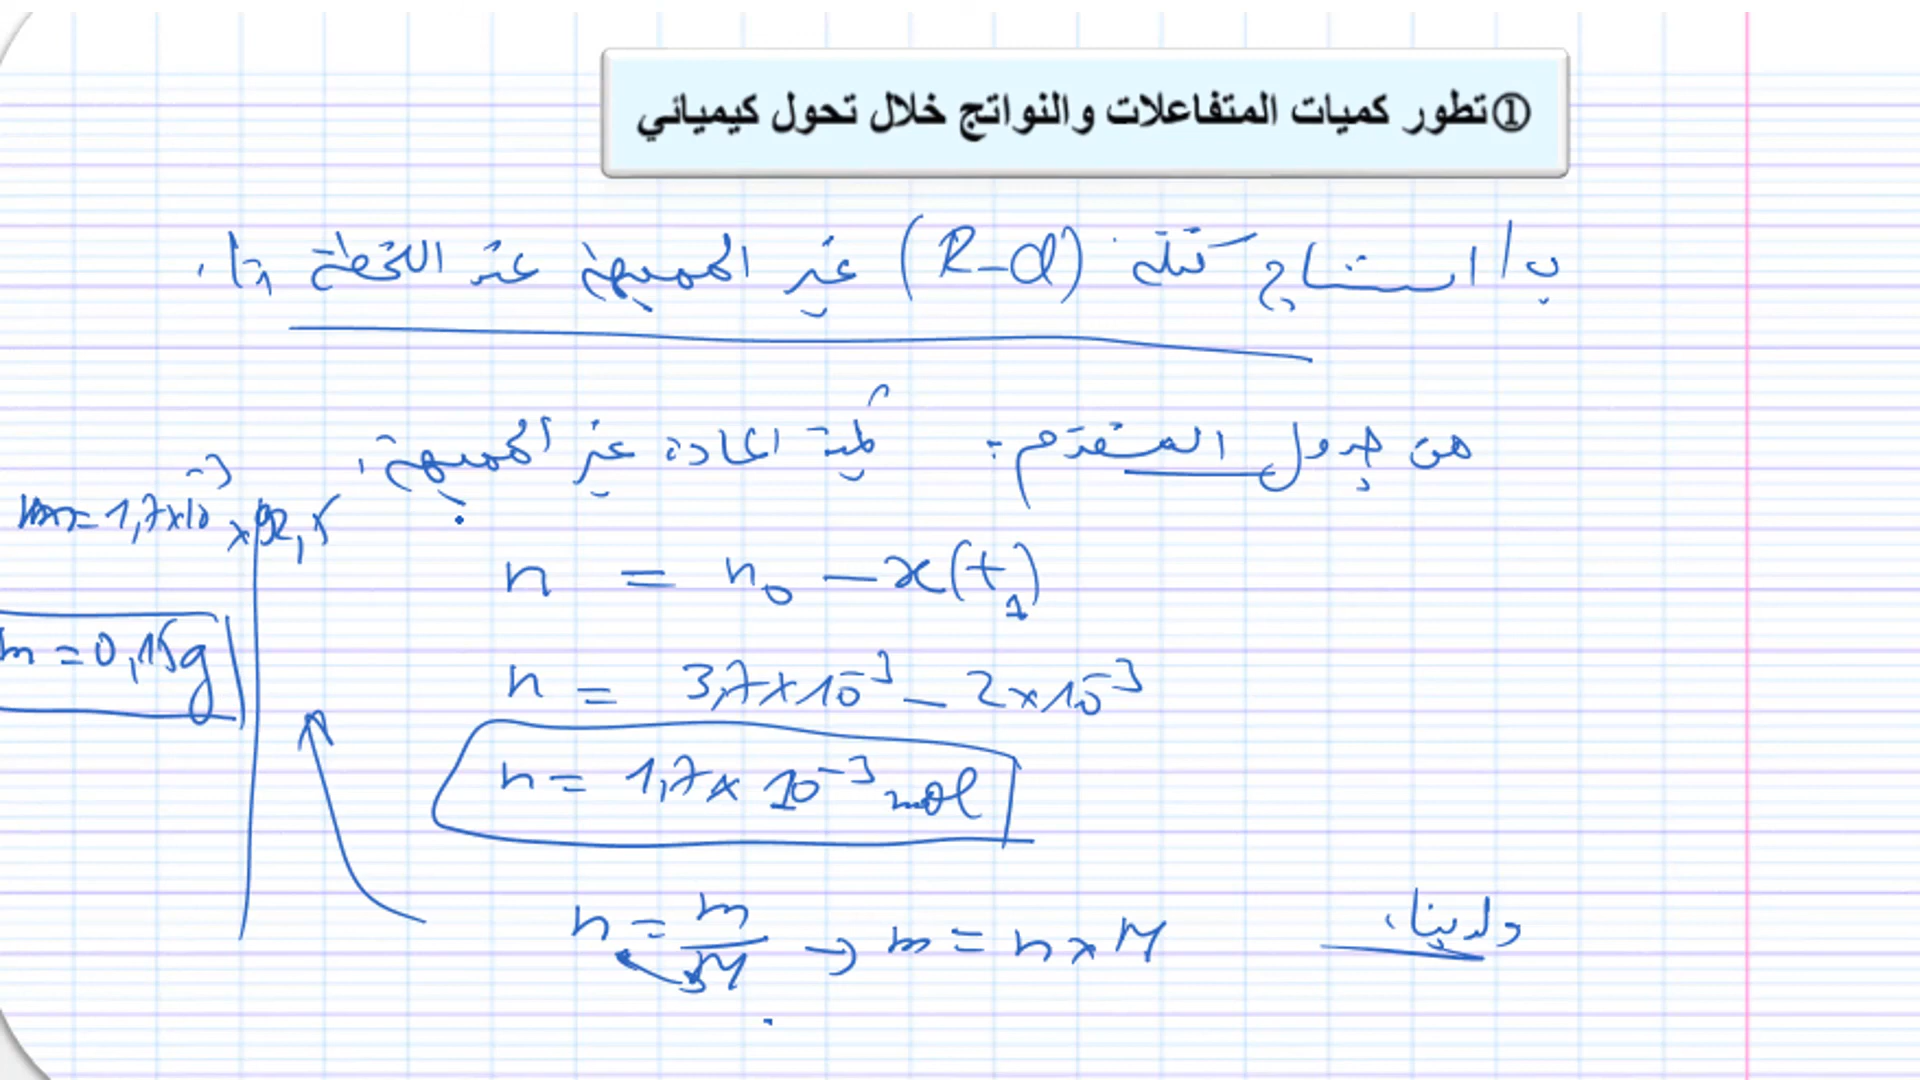 ① تطور كميات المتفاعلات والنواتج خلال تحول كيميائي
ب/ استنتاج كتلة (R-Cl) غير المميهة عند اللحظة t₁.
من جدول التقدم: كمية المادة غير المميهة:
n = n₀ − x(t₁)
n = 3,7×10⁻³ − 2×10⁻³
n = 1,7×10⁻³ mol
ولدينا:
n = m/M → m = n×M
m = 1,7×10⁻³ × 92,5
m = 0,15g